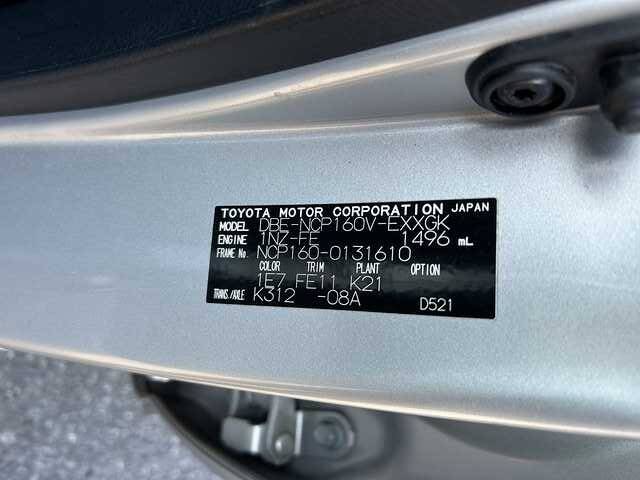 TOYOTA MOTOR CORPORATION JAPAN
MODEL DBE-NCP160V-EXXGK
ENGINE 1NZ-FE 1496 mL
FRAME No. NCP160-0131610
COLOR TRIM PLANT OPTION
1E7 FE11 K21
TRANS./AXLE K312 -08A D521